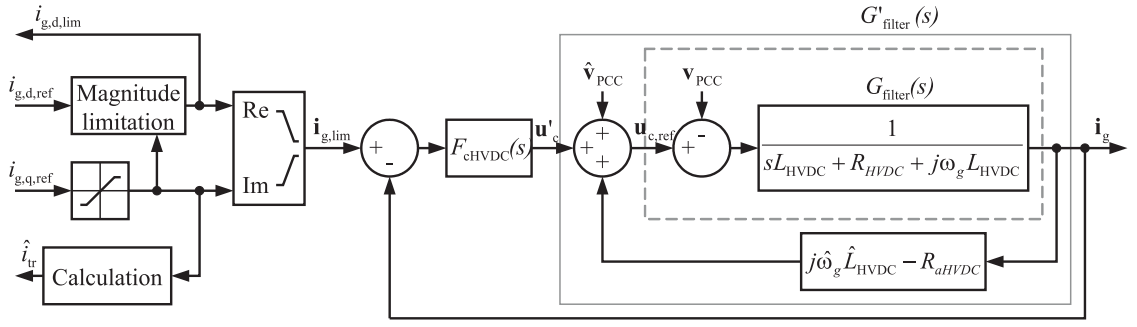 i_g,d,lim
G'_filter(s)
i_g,d,ref
Magnitude
limitation
Re
Im
i_g,q,ref
î_tr
Calculation
i_g,lim
+
-
F_cHVDC(s)
u'_c
v̂_PCC
+
+
+
u_c,ref
v_PCC
-
+
G_filter(s)
1
sL_HVDC + R_HVDC + jω_g L_HVDC
i_g
jω̂_g L̂_HVDC − R_aHVDC